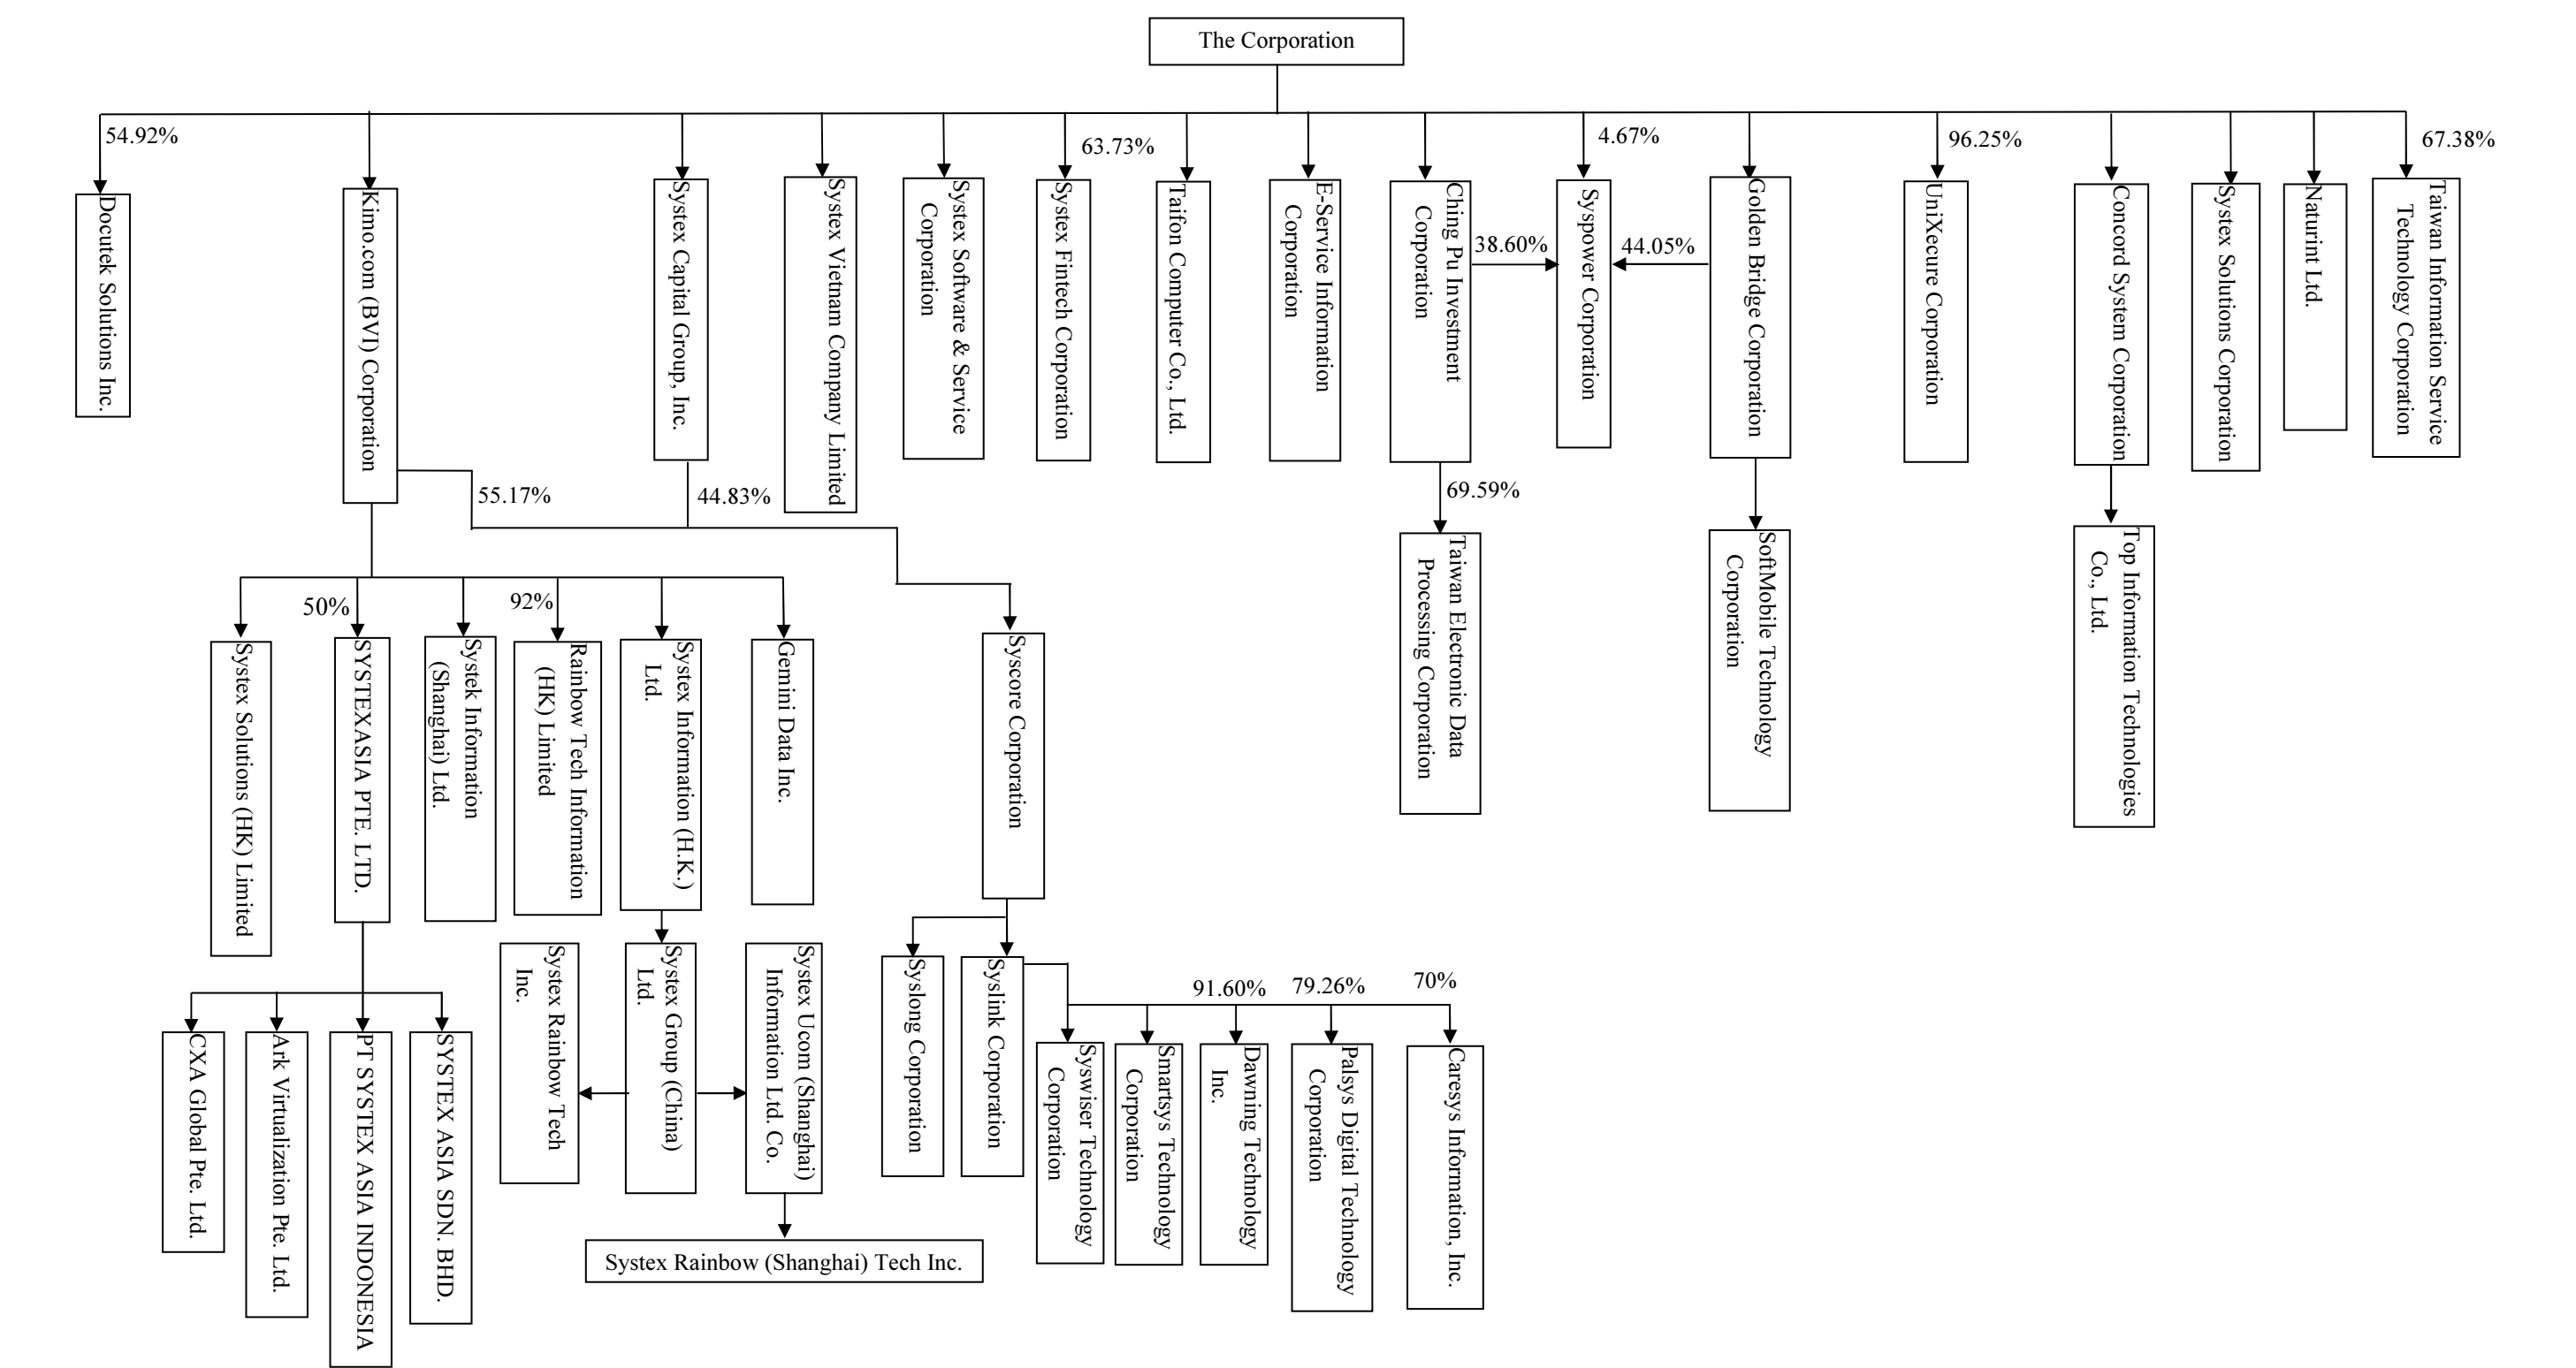 The Corporation
54.92%
63.73%
4.67%
96.25%
67.38%
Docutek Solutions Inc.
Kimo.com (BVI) Corporation
Systex Capital Group, Inc.
Systex Vietnam Company Limited
Systex Software & Service
Corporation
Systex Fintech Corporation
Taifon Computer Co., Ltd.
E-Service Information
Corporation
Ching Pu Investment
Corporation
38.60%
Syspower Corporation
44.05%
Golden Bridge Corporation
UniXecure Corporation
Concord System Corporation
Systex Solutions Corporation
Naturint Ltd.
Taiwan Information Service
Technology Corporation
55.17%
44.83%
69.59%
Taiwan Electronic Data
Processing Corporation
SoftMobile Technology
Corporation
Top Information Technologies
Co., Ltd.
50%
92%
Systex Solutions (HK) Limited
SYSTEXASIA PTE. LTD.
Systek Information
(Shanghai) Ltd.
Rainbow Tech Information
(HK) Limited
Systex Information (H.K.)
Ltd.
Gemini Data Inc.
Syscore Corporation
Systex Rainbow Tech
Inc.
Systex Group (China)
Ltd.
Systex Ucom (Shanghai)
Information Ltd. Co.
Syslong Corporation
Syslink Corporation
91.60%
79.26%
70%
CXA Global Pte. Ltd.
Ark Virtualization Pte. Ltd.
PT SYSTEX ASIA INDONESIA
SYSTEX ASIA SDN. BHD.
Syswiser Technology
Corporation
Smartsys Technology
Corporation
Dawning Technology
Inc.
Palsys Digital Technology
Corporation
Caresys Information, Inc.
Systex Rainbow (Shanghai) Tech Inc.